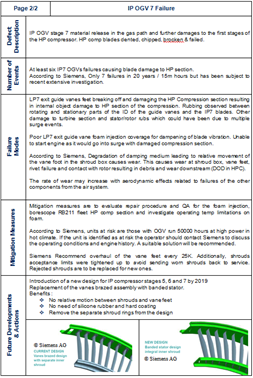 Page 2/2
IP OGV 7 Failure
Defect Description
IP OGV stage 7 material release in the gas path and further damages to the first stages of
the HP compressor. HP comp blades dented, chipped, brocken & failed.
Number of Events
At least six IP7 OGVs failures causing blade damage to HP section.
According to Siemens, Only 7 failures in 20 years / 15m hours but has been subject to
recent extensive investigation.
Failure Modes
LP7 exit guide vanes feet breaking off and damaging the HP Compression section resulting
in internal object damage to HP section of the compressor. Rubbing observed between
rotating and stationary parts of the ID of the guide vanes and the IP7 blades. Other
damage to turbine section and stator/rotor rubs which could have been due to multiple
surge events.
Poor LP7 exit guide vane foam injection coverage for dampening of blade vibration. Unable
to start engine as it would go into surge with damaged compression section.
According to Siemens, Degradation of damping medium leading to relative movement of
the vane foot in the shroud box causes wear. This causes wear at shroud box, vane feet,
rivet failure and contact with rotor resulting in debris and wear downstream (DOD in HPC).
The rate of wear may increase with aerodynamic effects related to failures of the other
components from the air system.
Mitigation Measures
Mitigation measures are to evaluate repair procedure and QA for the foam injection,
borescope RB211 fleet HP comp section and investigate operating temp limitations on
foam.
According to Siemens, units at risk are those with OGV run 50000 hours at high power in
hot climate. If the unit is identified as at risk the operator should contact Siemens to discuss
the operating conditions and engine history. A suitable solution will be recommended.
Siemens Recommend overhaul of the vane feet every 25K. Additionally, shrouds
acceptance limits were tightened up to avoid sending worn shrouds back to service.
Rejected shrouds are to be replaced for new ones.
Future Developments & Actions
Introduction of a new design for IP compressor stages 5, 6 and 7 by 2019
Replacement of the vanes brazed assembly with bandied stator.
Benefits:
No relative motion between shrouds and vane feet
No need of silicone rubber and hard coating
Remove the separate shroud rings from the design
© Siemens AG
CURRENT DESIGN
© Siemens AG
NEW DESIGN